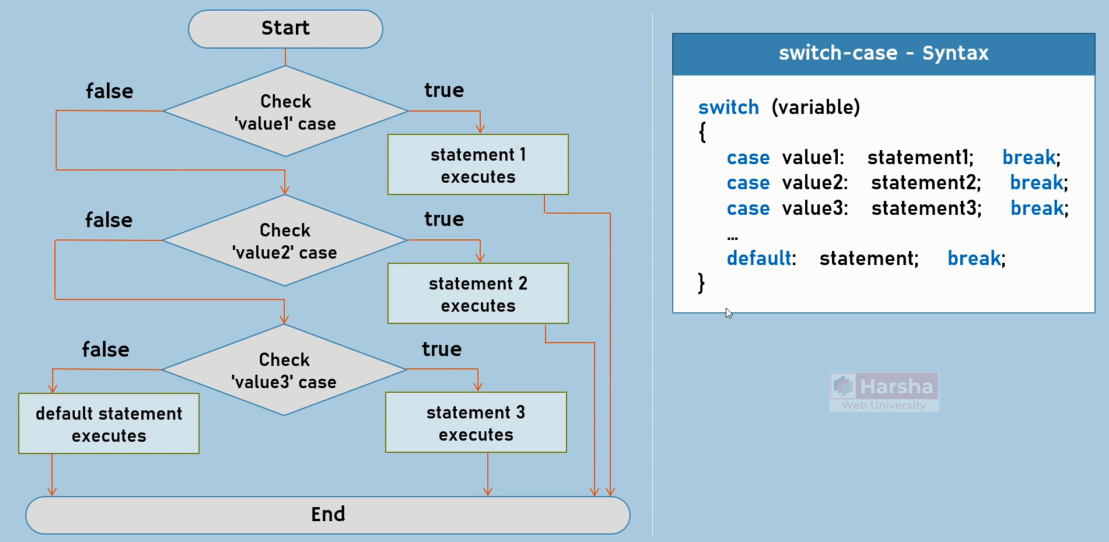 Start
false
true
Check
'value1' case
statement 1
executes
false
true
Check
'value2' case
statement 2
executes
false
true
Check
'value3' case
default statement
executes
statement 3
executes
End
switch-case - Syntax
switch (variable)
{
case value1: statement1; break;
case value2: statement2; break;
case value3: statement3; break;
...
default: statement; break;
}
Harsha
Web University